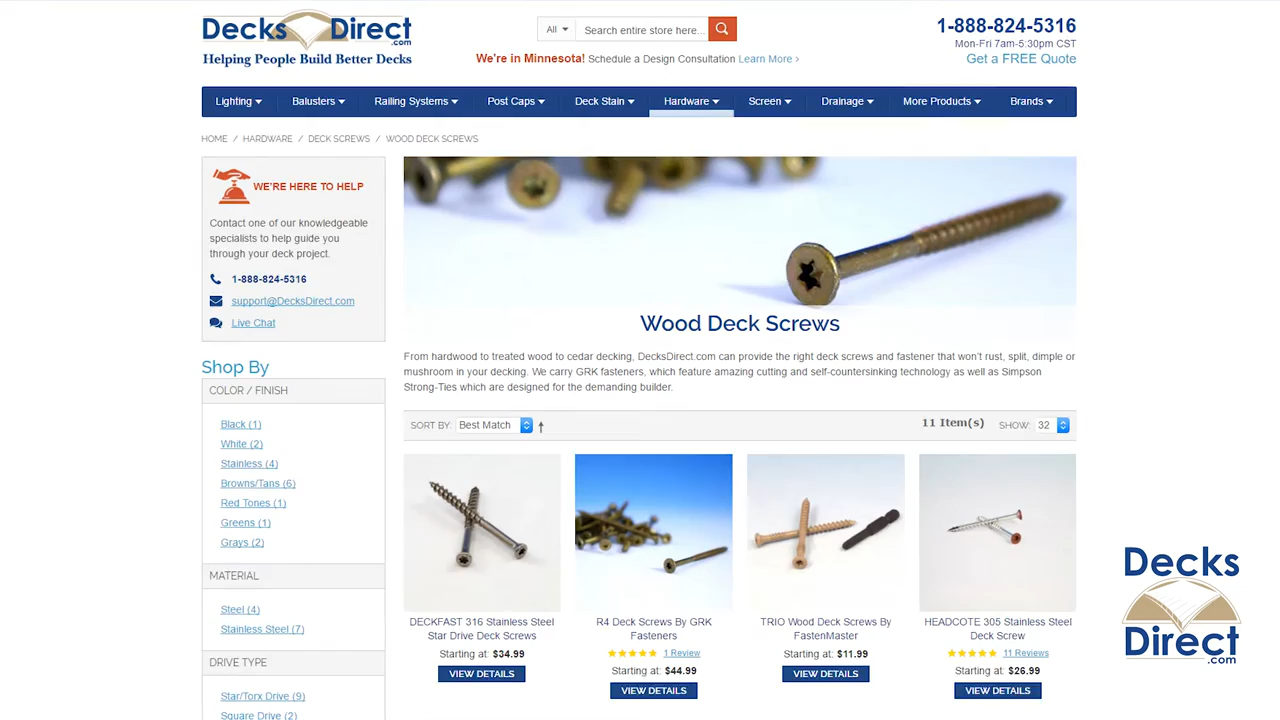 Decks Direct
.com
Helping People Build Better Decks
All
Search entire store here...
We're in Minnesota! Schedule a Design Consultation Learn More >
1-888-824-5316
Mon-Fri 7am-5:30pm CST
Get a FREE Quote
Lighting Balusters Railing Systems Post Caps Deck Stain Hardware Screen Drainage More Products Brands
HOME / HARDWARE / DECK SCREWS / WOOD DECK SCREWS
WE'RE HERE TO HELP
Contact one of our knowledgeable
specialists to help guide you
through your deck project.
1-888-824-5316
support@DecksDirect.com
Live Chat
Shop By
COLOR / FINISH
Black (1)
White (2)
Stainless (4)
Browns/Tans (6)
Red Tones (1)
Greens (1)
Grays (2)
MATERIAL
Steel (4)
Stainless Steel (7)
DRIVE TYPE
Star/Torx Drive (9)
Square Drive (2)
Wood Deck Screws
From hardwood to treated wood to cedar decking, DecksDirect.com can provide the right deck screws and fastener that won't rust, split, dimple or
mushroom in your decking. We carry GRK fasteners, which feature amazing cutting and self-countersinking technology as well as Simpson
Strong-Ties which are designed for the demanding builder.
SORT BY: Best Match
11 Item(s) SHOW: 32
DECKFAST 316 Stainless Steel
Star Drive Deck Screws
Starting at: $34.99
VIEW DETAILS
R4 Deck Screws By GRK
Fasteners
1 Review
Starting at: $44.99
VIEW DETAILS
TRIO Wood Deck Screws By
FastenMaster
Starting at: $11.99
VIEW DETAILS
HEADCOTE 305 Stainless Steel
Deck Screw
11 Reviews
Starting at: $26.99
VIEW DETAILS
Decks
Direct
.com